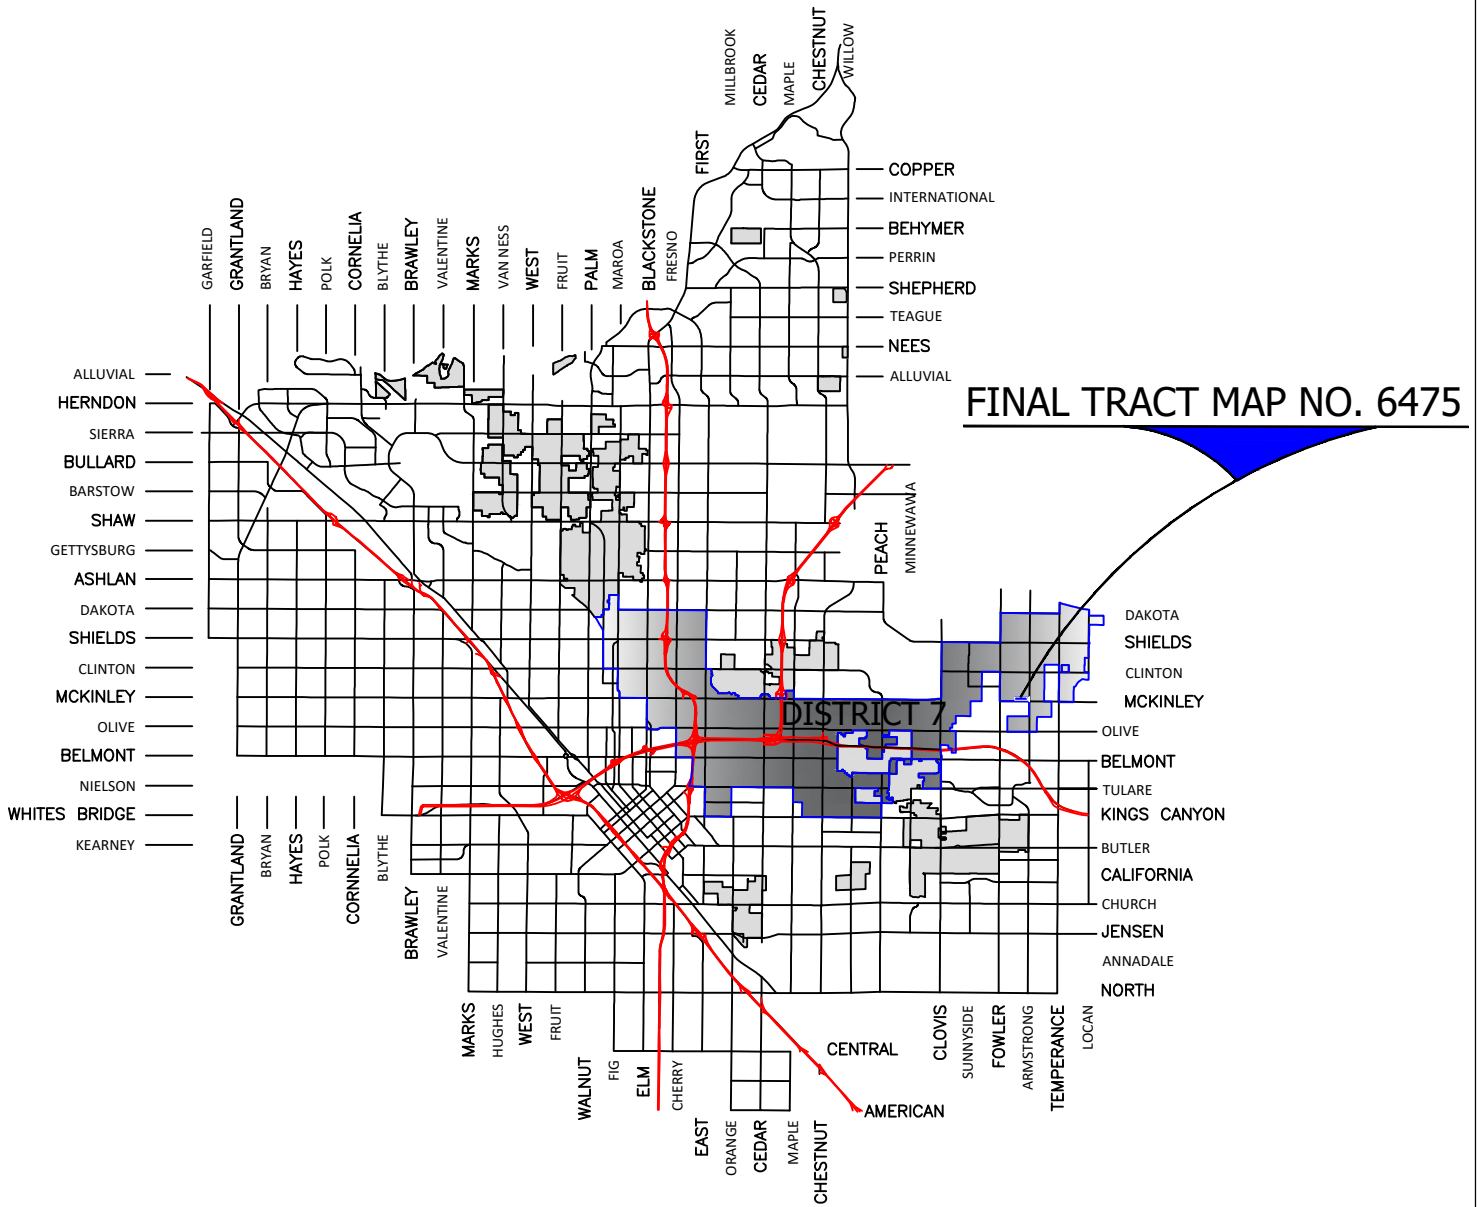 MILLBROOK
CEDAR
MAPLE
CHESTNUT
WILLOW
FIRST
COPPER
INTERNATIONAL
BEHYMER
PERRIN
SHEPHERD
TEAGUE
NEES
ALLUVIAL
GARFIELD
GRANTLAND
BRYAN
HAYES
POLK
CORNELIA
BLYTHE
BRAWLEY
VALENTINE
MARKS
VAN NESS
WEST
FRUIT
PALM
MAROA
BLACKSTONE
FRESNO
FINAL TRACT MAP NO. 6475
ALLUVIAL
HERNDON
SIERRA
BULLARD
BARSTOW
SHAW
GETTYSBURG
ASHLAN
DAKOTA
SHIELDS
CLINTON
MCKINLEY
OLIVE
BELMONT
NIELSON
WHITES BRIDGE
KEARNEY
PEACH
MINNEWAWA
DISTRICT 7
DAKOTA
SHIELDS
CLINTON
MCKINLEY
OLIVE
BELMONT
TULARE
KINGS CANYON
BUTLER
CALIFORNIA
CHURCH
JENSEN
ANNADALE
NORTH
GRANTLAND
BRYAN
HAYES
POLK
CORNNELIA
BLYTHE
BRAWLEY
VALENTINE
MARKS
HUGHES
WEST
FRUIT
WALNUT
FIG
ELM
CHERRY
EAST
ORANGE
CEDAR
MAPLE
CHESTNUT
CENTRAL
AMERICAN
CLOVIS
SUNNYSIDE
FOWLER
ARMSTRONG
TEMPERANCE
LOCAN